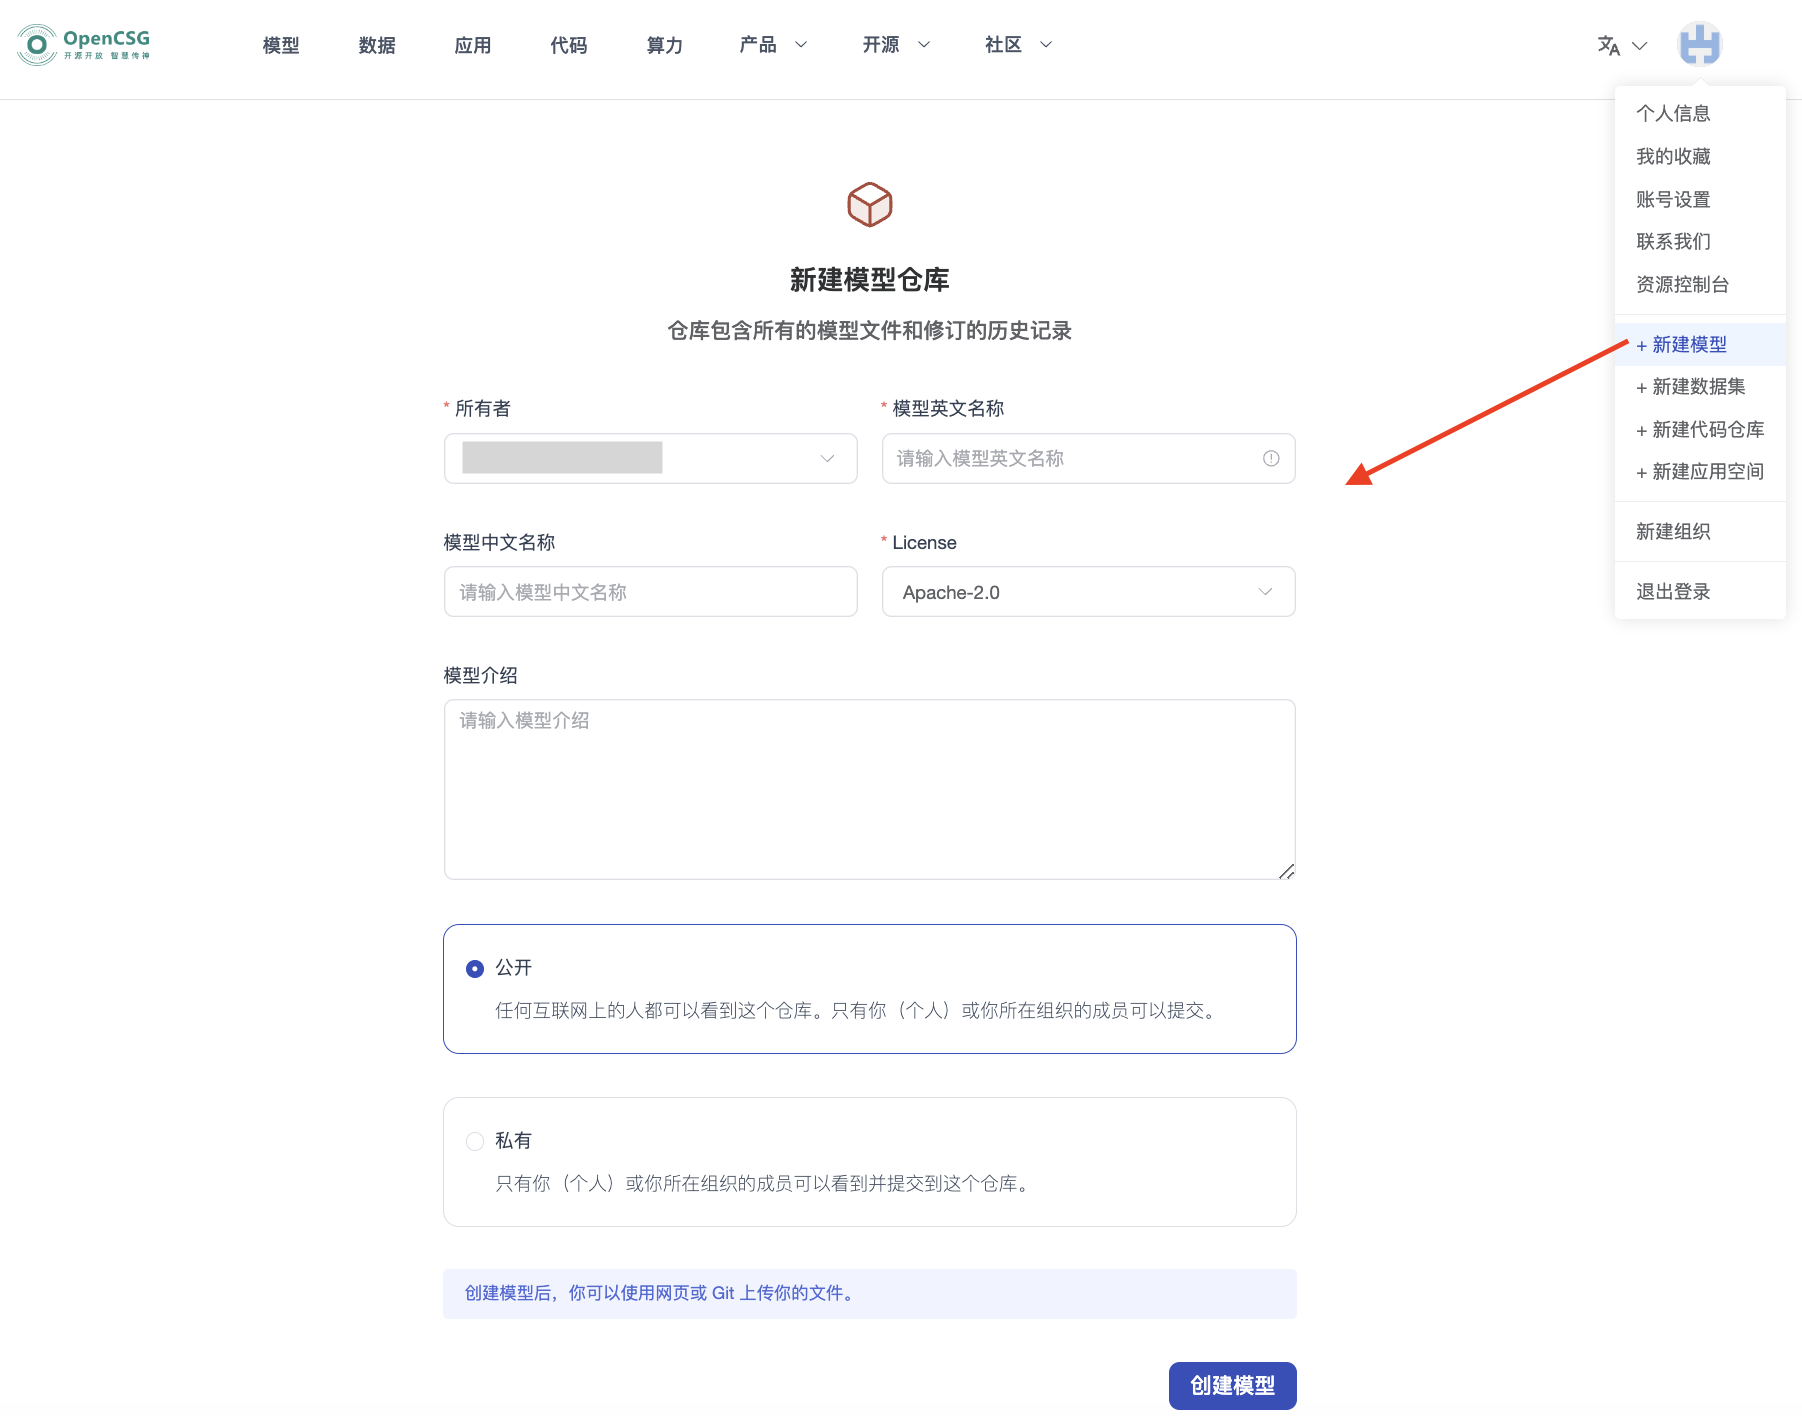 OpenCSG
开源开放 智慧传神
模型 数据 应用 代码 算力 产品 开源 社区
个人信息
我的收藏
账号设置
联系我们
资源控制台
+ 新建模型
+ 新建数据集
+ 新建代码仓库
+ 新建应用空间
新建组织
退出登录
新建模型仓库
仓库包含所有的模型文件和修订的历史记录
* 所有者
* 模型英文名称
请输入模型英文名称
模型中文名称
* License
请输入模型中文名称
Apache-2.0
模型介绍
请输入模型介绍
公开
任何互联网上的人都可以看到这个仓库。只有你（个人）或你所在组织的成员可以提交。
私有
只有你（个人）或你所在组织的成员可以看到并提交到这个仓库。
创建模型后，你可以使用网页或 Git 上传你的文件。
创建模型